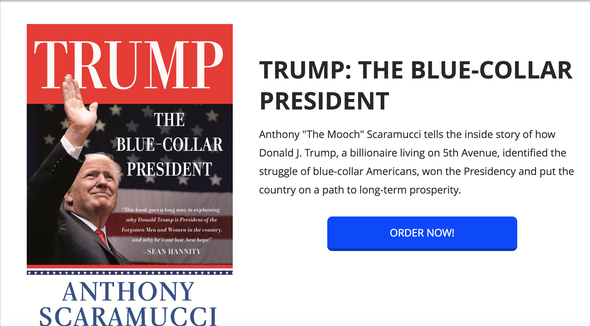 TRUMP
THE
BLUE-COLLAR
PRESIDENT
"This book goes a long way in explaining
why Donald Trump is President of the
Forgotten Men and Women in the country,
and why he's our last, best hope!"
—SEAN HANNITY
ANTHONY
SCARAMUCCI
TRUMP: THE BLUE-COLLAR
PRESIDENT
Anthony "The Mooch" Scaramucci tells the inside story of how
Donald J. Trump, a billionaire living on 5th Avenue, identified the
struggle of blue-collar Americans, won the Presidency and put the
country on a path to long-term prosperity.
ORDER NOW!